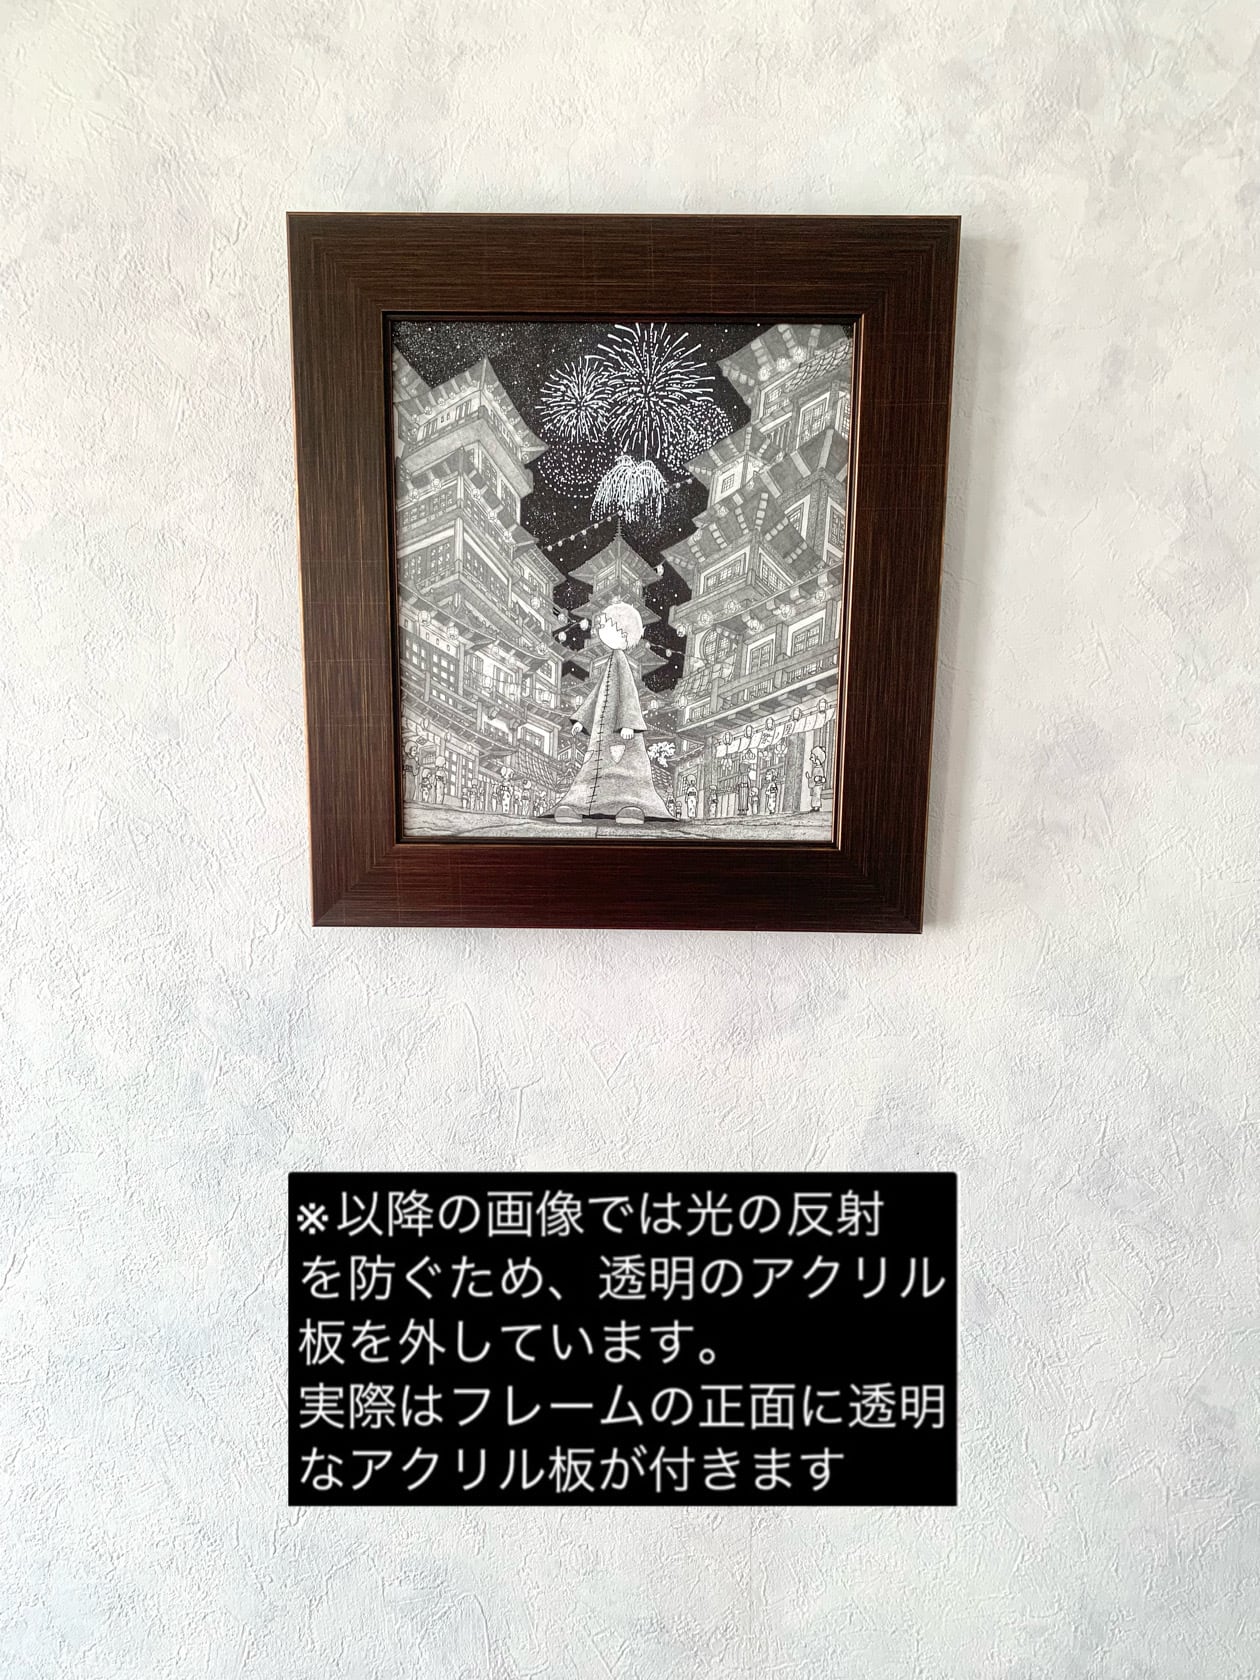 ※以降の画像では光の反射
を防ぐため、透明のアクリル
板を外しています。
実際はフレームの正面に透明
なアクリル板が付きます